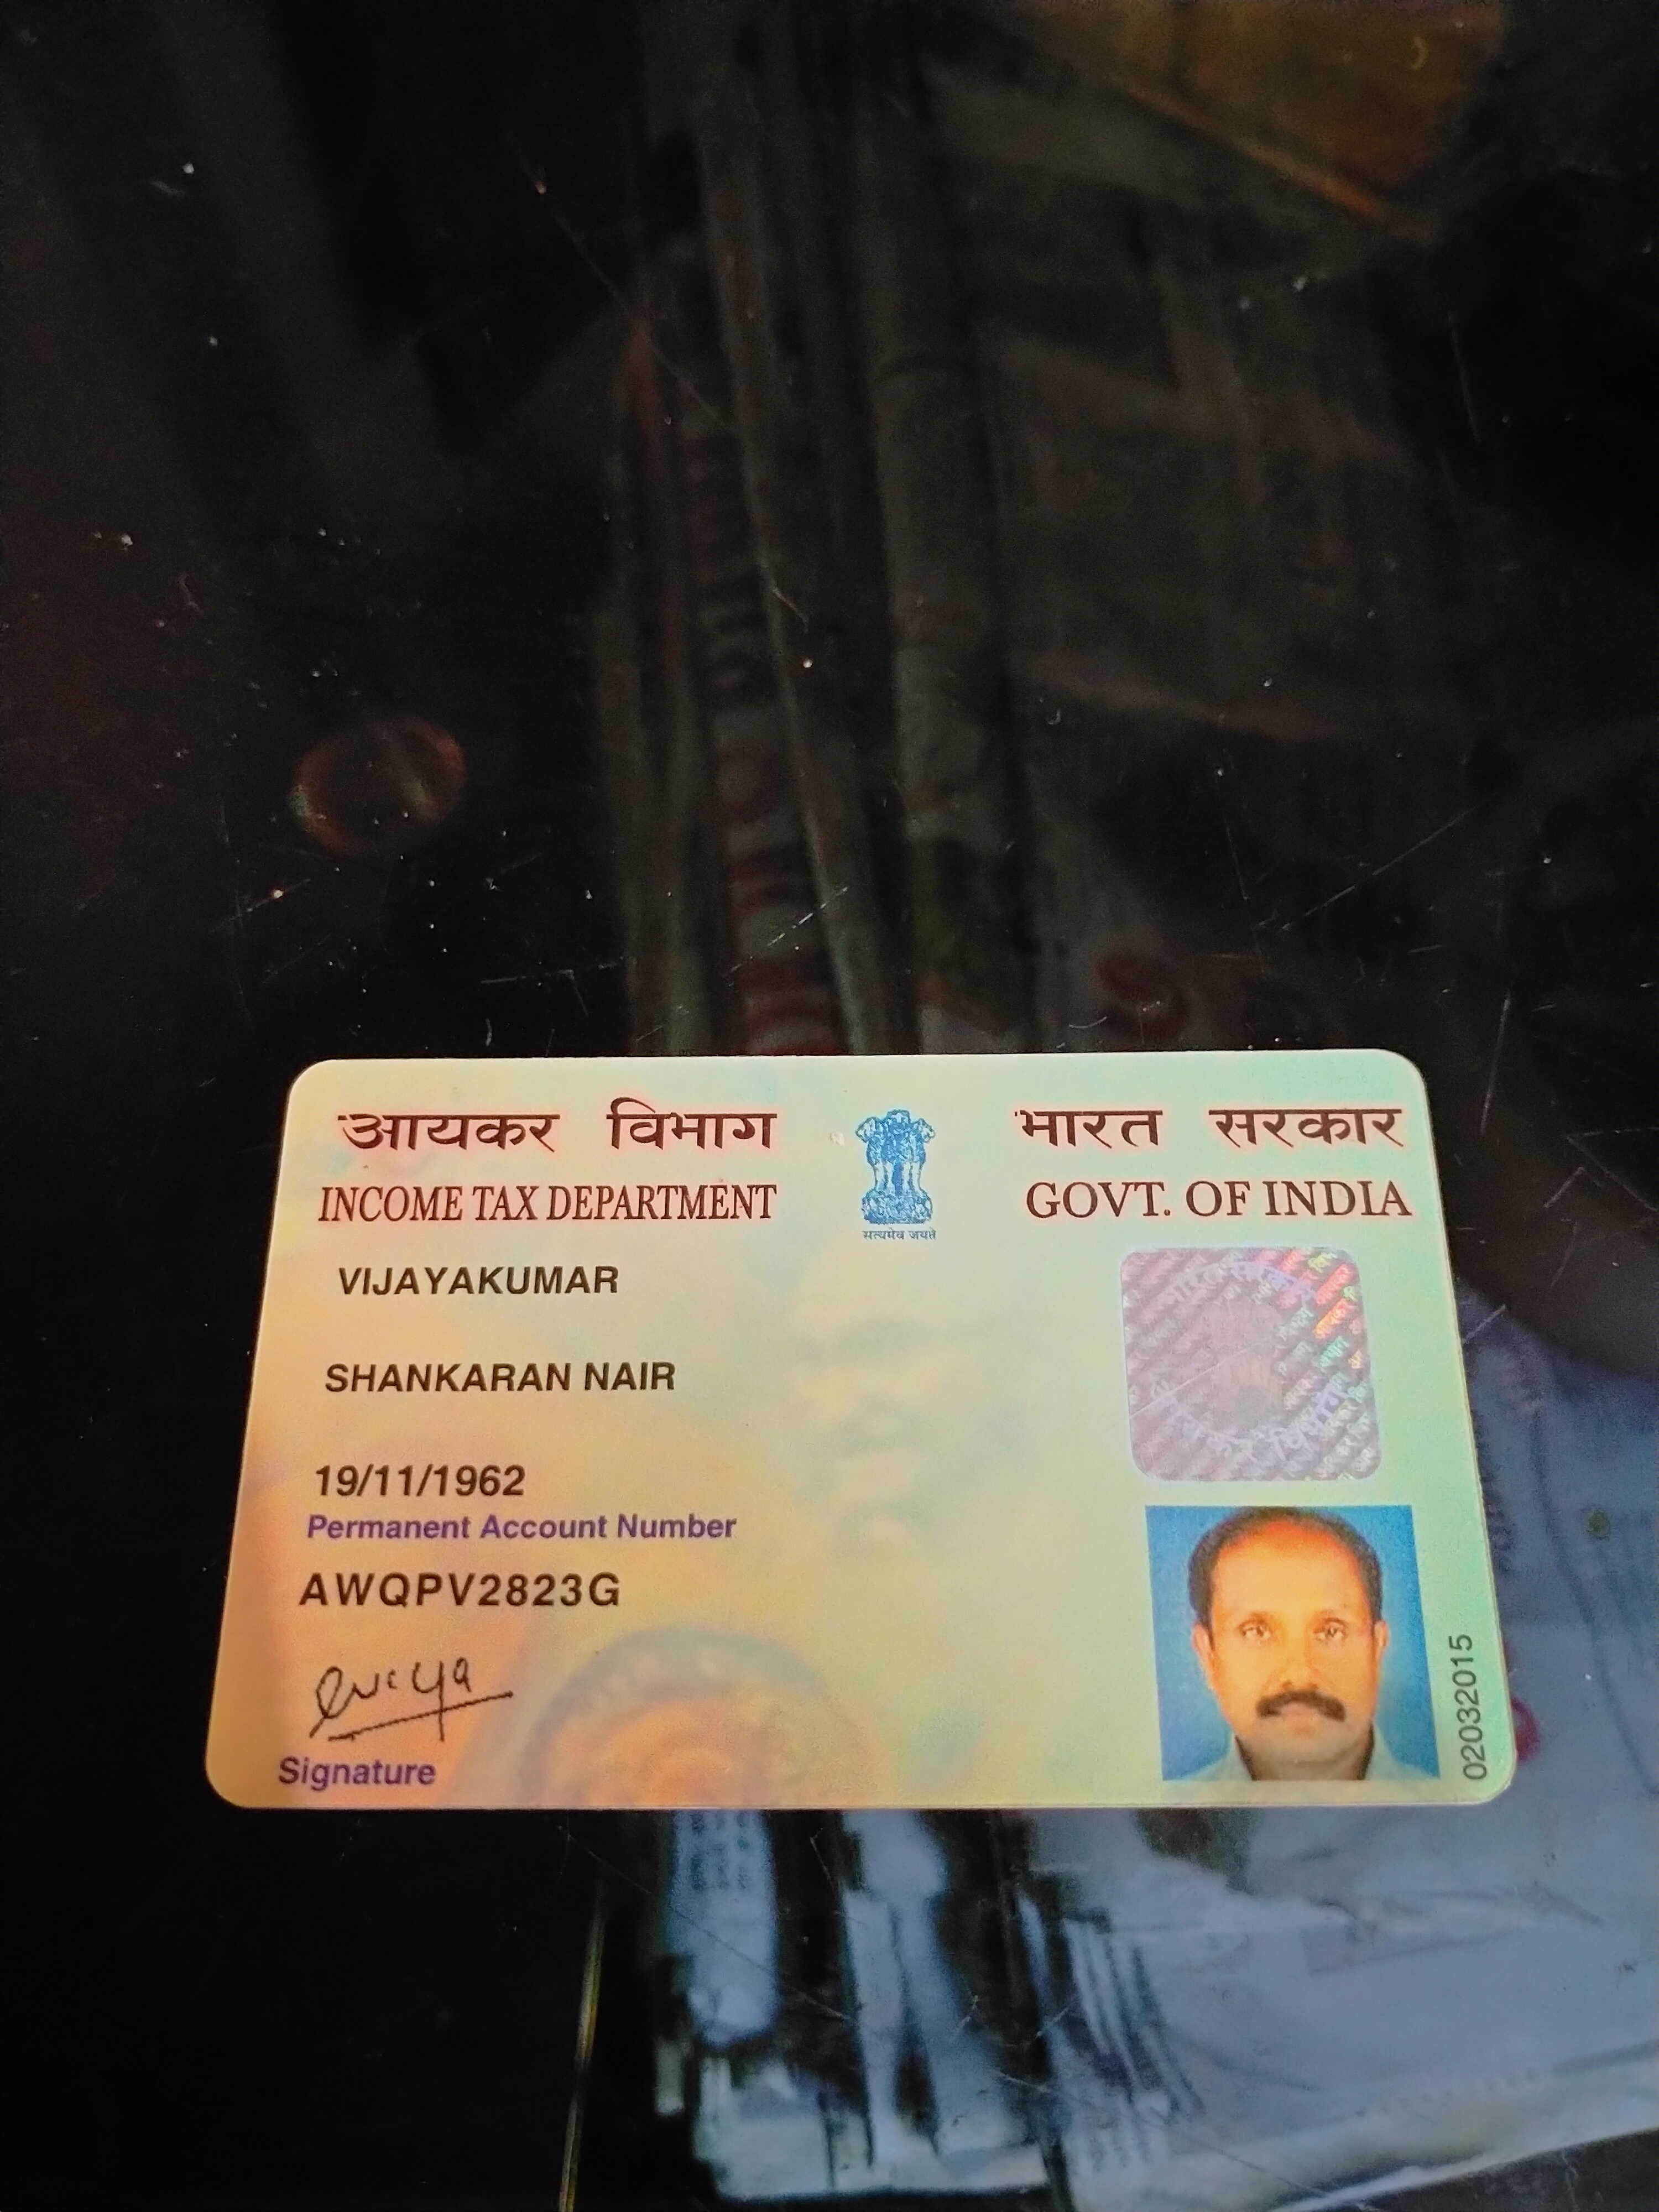 आयकर विभाग
INCOME TAX DEPARTMENT
सत्यमेव जयते
भारत सरकार
GOVT. OF INDIA
VIJAYAKUMAR
SHANKARAN NAIR
19/11/1962
Permanent Account Number
AWQPV2823G
Signature
02032015